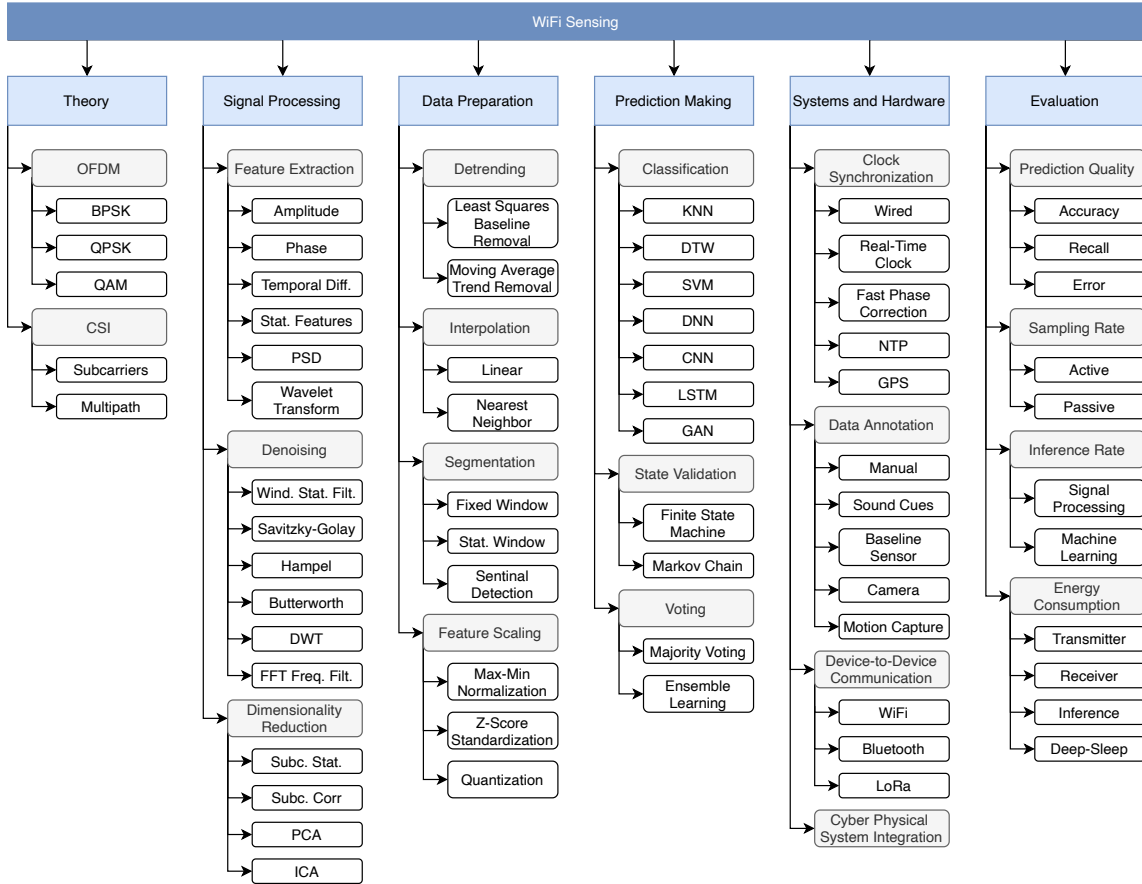 WiFi Sensing
Theory
OFDM
BPSK
QPSK
QAM
CSI
Subcarriers
Multipath
Signal Processing
Feature Extraction
Amplitude
Phase
Temporal Diff.
Stat. Features
PSD
Wavelet
Transform
Denoising
Wind. Stat. Filt.
Savitzky-Golay
Hampel
Butterworth
DWT
FFT Freq. Filt.
Dimensionality
Reduction
Subc. Stat.
Subc. Corr
PCA
ICA
Data Preparation
Detrending
Least Squares
Baseline
Removal
Moving Average
Trend Removal
Interpolation
Linear
Nearest
Neighbor
Segmentation
Fixed Window
Stat. Window
Sentinal
Detection
Feature Scaling
Max-Min
Normalization
Z-Score
Standardization
Quantization
Prediction Making
Classification
KNN
DTW
SVM
DNN
CNN
LSTM
GAN
State Validation
Finite State
Machine
Markov Chain
Voting
Majority Voting
Ensemble
Learning
Systems and Hardware
Clock
Synchronization
Wired
Real-Time
Clock
Fast Phase
Correction
NTP
GPS
Data Annotation
Manual
Sound Cues
Baseline
Sensor
Camera
Motion Capture
Device-to-Device
Communication
WiFi
Bluetooth
LoRa
Cyber Physical
System Integration
Evaluation
Prediction Quality
Accuracy
Recall
Error
Sampling Rate
Active
Passive
Inference Rate
Signal
Processing
Machine
Learning
Energy
Consumption
Transmitter
Receiver
Inference
Deep-Sleep